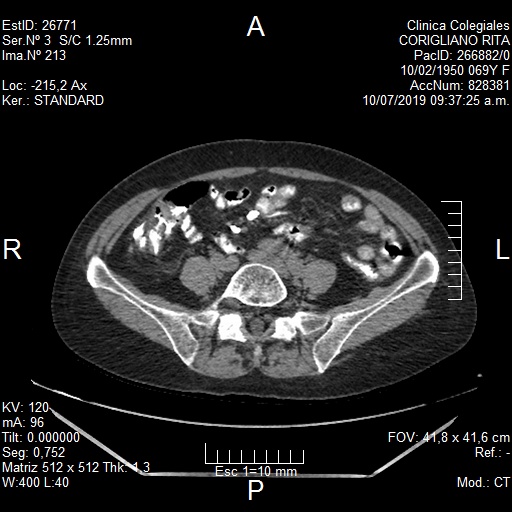 EstID: 26771
Ser.Nº 3 S/C 1.25mm
Ima.Nº 213
Loc: -215,2 Ax
Ker.: STANDARD
A
Clinica Colegiales
CORIGLIANO RITA
PacID: 266882/0
10/02/1950 069Y F
AccNum: 828381
10/07/2019 09:37:25 a.m.
R
L
KV: 120
mA: 96
Tilt: 0.000000
Seg: 0,752
Matriz 512 x 512 Thk: 1.3
W:400 L:40
Esc 1=10 mm
P
FOV: 41,8 x 41,6 cm
Ref.: -
Mod.: CT